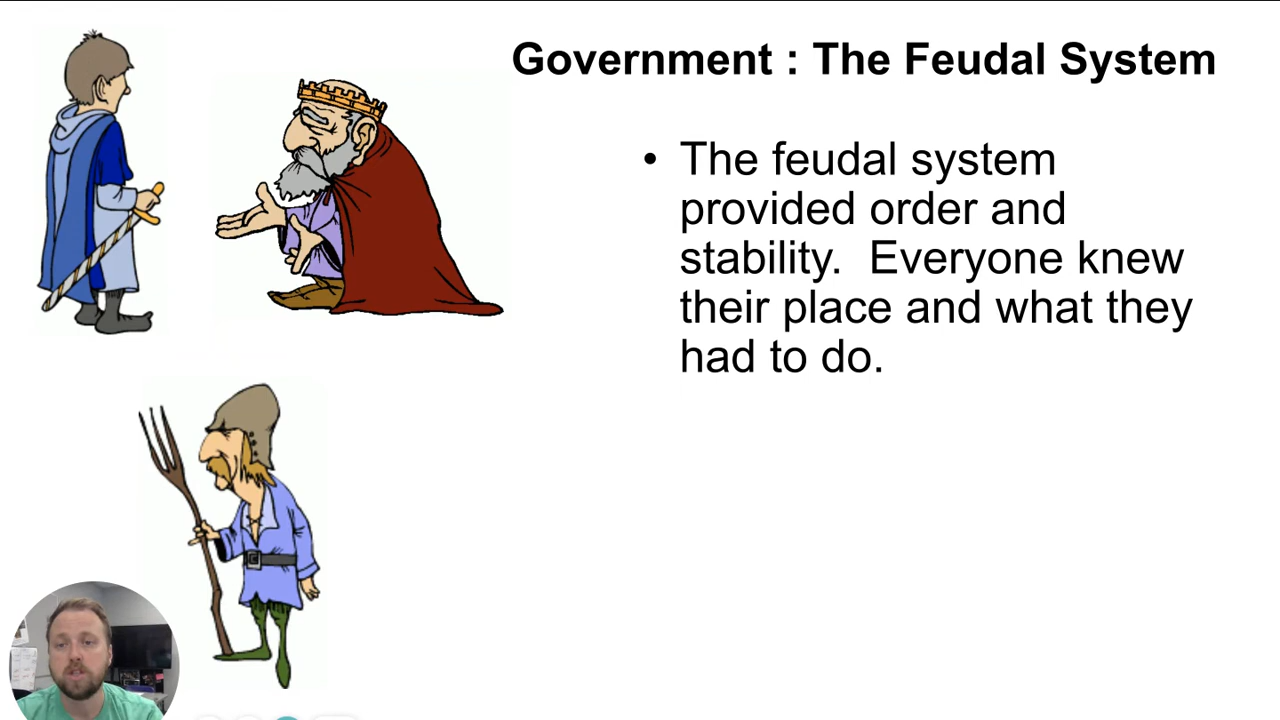 Government : The Feudal System
• The feudal system
provided order and
stability.  Everyone knew
their place and what they
had to do.